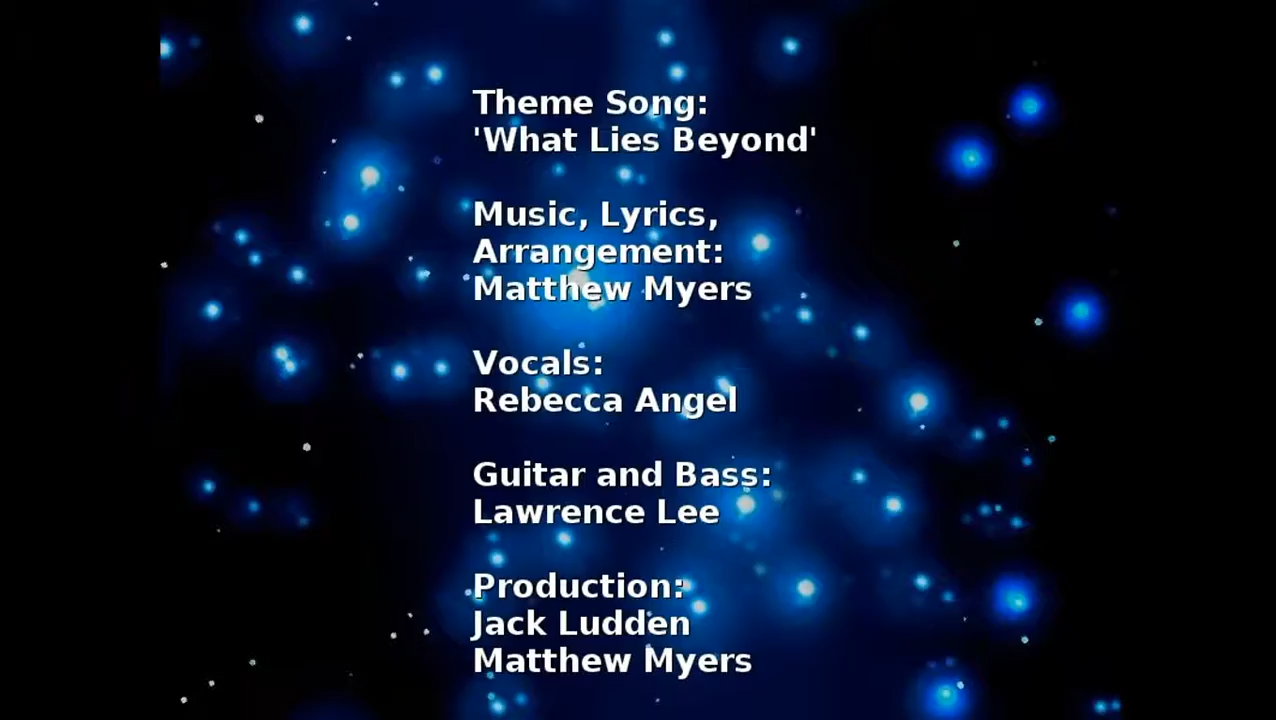 Theme Song:
'What Lies Beyond'
Music, Lyrics,
Arrangement:
Matthew Myers
Vocals:
Rebecca Angel
Guitar and Bass:
Lawrence Lee
Production:
Jack Ludden
Matthew Myers